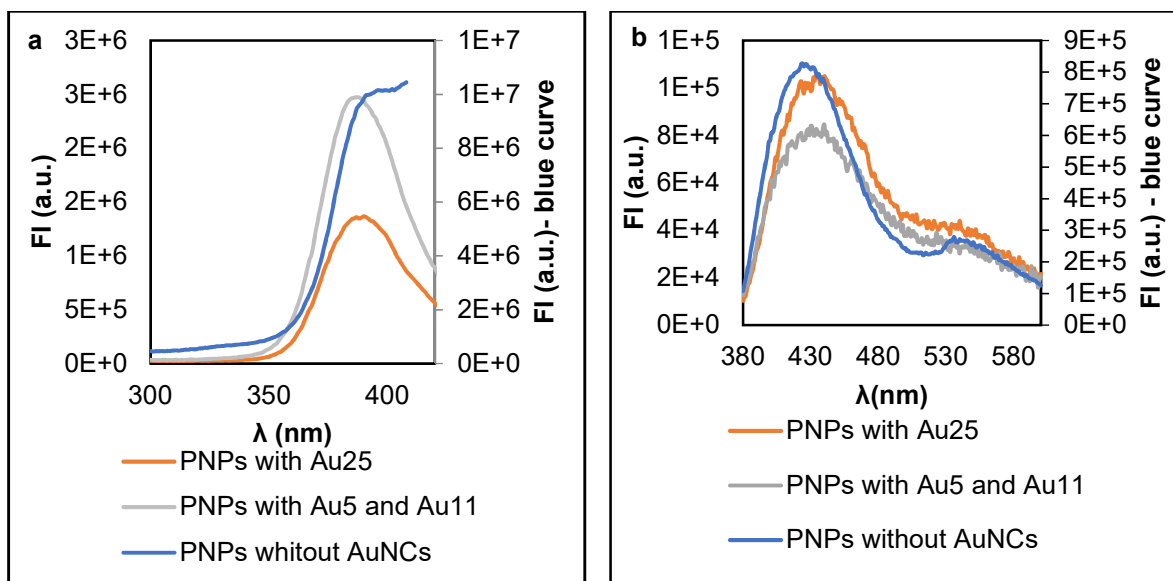 a
FI (a.u.)
3E+6
3E+6
2E+6
2E+6
1E+6
5E+5
0E+0
1E+7
1E+7
8E+6
6E+6
4E+6
2E+6
0E+0
FI (a.u.)- blue curve
300 350 400
λ (nm)
PNPs with Au25
PNPs with Au5 and Au11
PNPs whitout AuNCs
b
FI (a.u.)
1E+5
1E+5
8E+4
6E+4
4E+4
2E+4
0E+0
9E+5
8E+5
7E+5
6E+5
5E+5
4E+5
3E+5
2E+5
1E+5
0E+0
FI (a.u.) - blue curve
380 430 480 530 580
λ(nm)
PNPs with Au25
PNPs with Au5 and Au11
PNPs without AuNCs